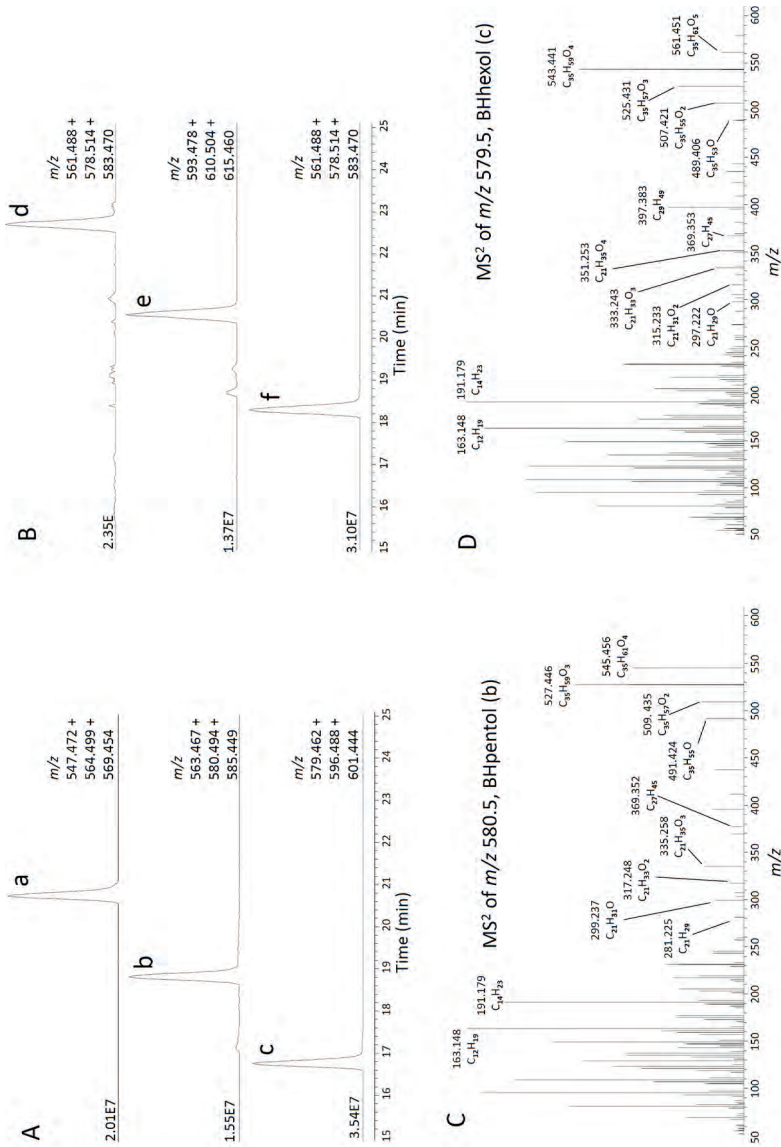 A
a
m/z
547.472 +
564.499 +
569.454
2.01E7
b
m/z
563.467 +
580.494 +
585.449
1.55E7
c
m/z
579.462 +
596.488 +
601.444
3.54E7
15 16 17 18 19 20 21 22 23 24 25
Time (min)
B
d
m/z
561.488 +
578.514 +
583.470
2.35E
e
m/z
593.478 +
610.504 +
615.460
1.37E7
f
m/z
561.488 +
578.514 +
583.470
3.10E7
15 16 17 18 19 20 21 22 23 24 25
Time (min)
C
MS² of m/z 580.5, BHpentol (b)
163.148
C₁₂H₁₉
191.179
C₁₄H₂₃
281.225
C₂₁H₂₉
299.237
C₂₁H₃₁O
317.248
C₂₁H₃₃O₂
335.258
C₂₁H₃₅O₃
369.352
C₂₇H₄₅
491.424
C₃₅H₅₅O
509. 435
C₃₅H₅₇O₂
527.446
C₃₅H₅₉O₃
545.456
C₃₅H₆₁O₄
50 100 150 200 250 300 350 400 450 500 550 600
m/z
D
MS² of m/z 579.5, BHhexol (c)
163.148
C₁₂H₁₉
191.179
C₁₄H₂₃
297.222
C₂₁H₂₉O
315.233
C₂₁H₃₁O₂
333.243
C₂₁H₃₃O₃
351.253
C₂₁H₃₅O₄
369.353
C₂₇H₄₅
397.383
C₂₉H₄₉
489.406
C₃₅H₅₃O
507.421
C₃₅H₅₅O₂
525.431
C₃₅H₅₇O₃
543.441
C₃₅H₅₉O₄
561.451
C₃₅H₆₁O₅
50 100 150 200 250 300 350 400 450 500 550 600
m/z